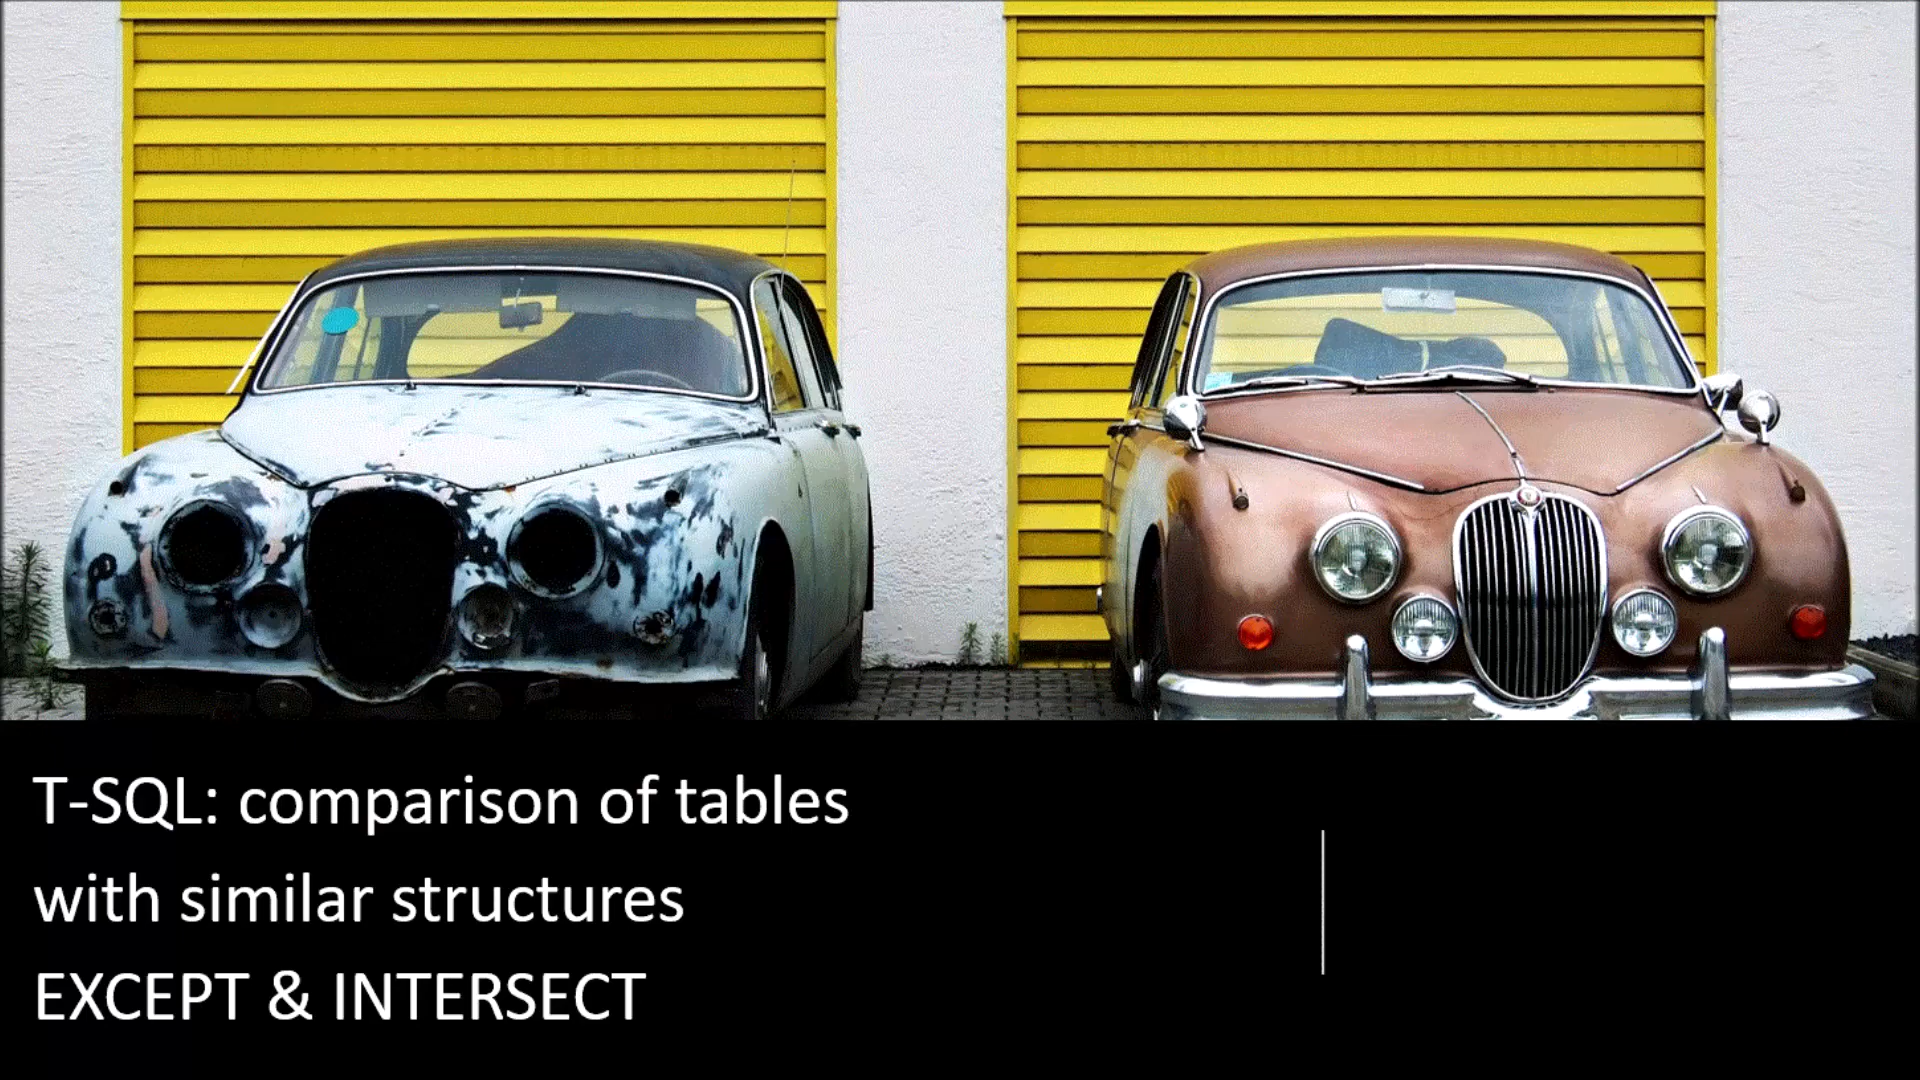 T-SQL: comparison of tables
with similar structures
EXCEPT & INTERSECT